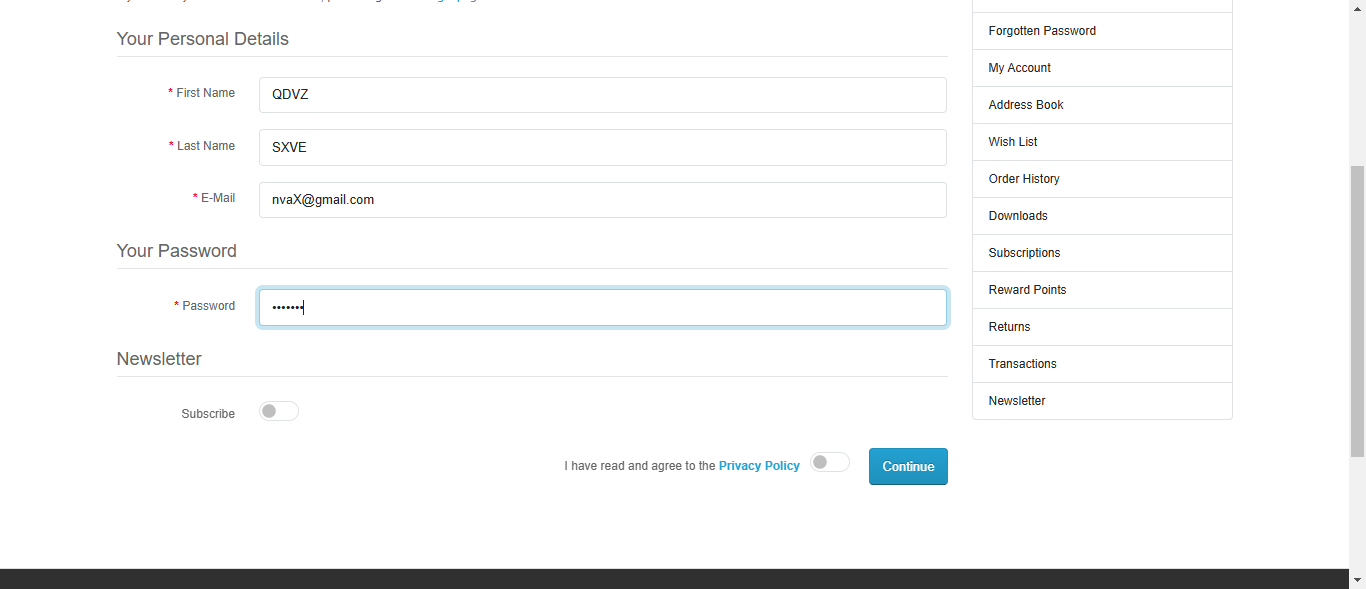 Your Personal Details
* First Name
QDVZ
* Last Name
SXVE
* E-Mail
nvaX@gmail.com
Your Password
* Password
•••••••
Newsletter
Subscribe
I have read and agree to the Privacy Policy
Continue
Forgotten Password
My Account
Address Book
Wish List
Order History
Downloads
Subscriptions
Reward Points
Returns
Transactions
Newsletter